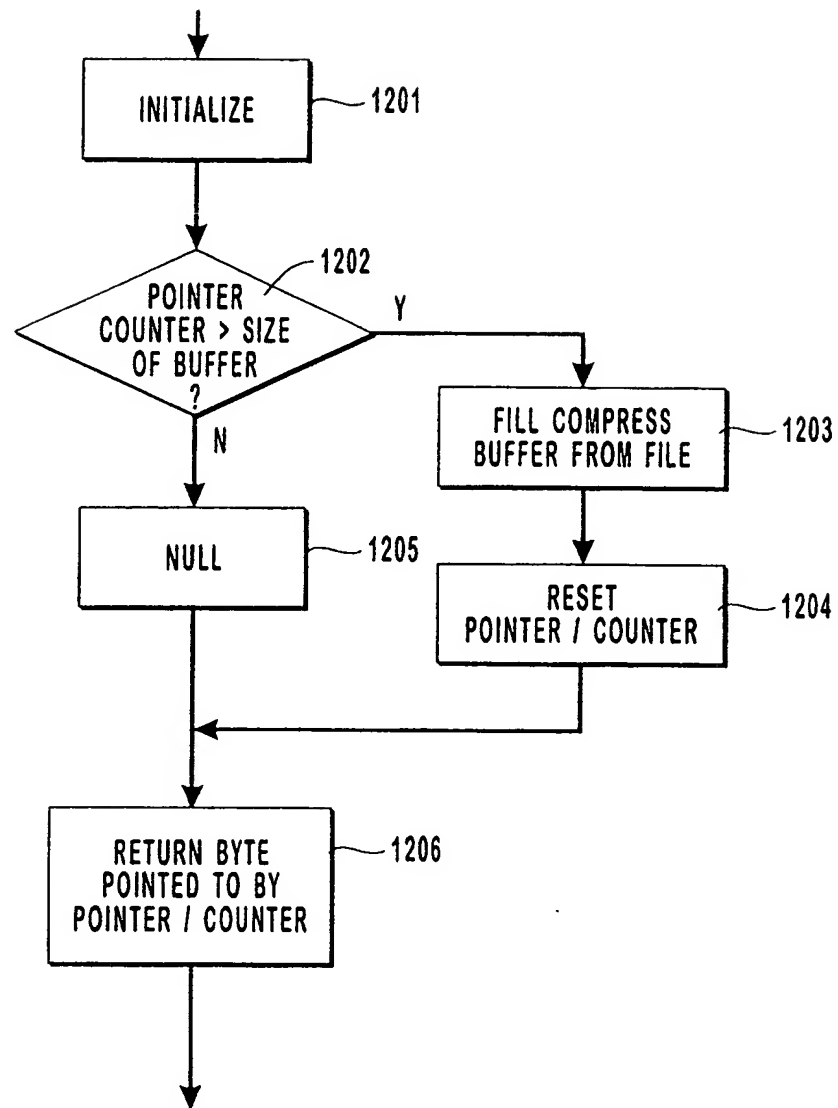 INITIALIZE
1201
1202
POINTER
COUNTER > SIZE
OF BUFFER
?
Y
N
FILL COMPRESS
BUFFER FROM FILE
1203
NULL
1205
RESET
POINTER / COUNTER
1204
RETURN BYTE
POINTED TO BY
POINTER / COUNTER
1206